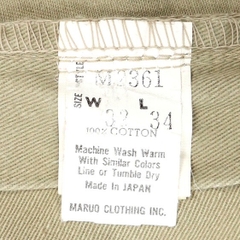 STYLE M2361
SIZE
W L
32 34
100% COTTON
Machine Wash Warm
With Similar Colors
Line or Tumble Dry
Made In JAPAN
MARUO CLOTHING INC.